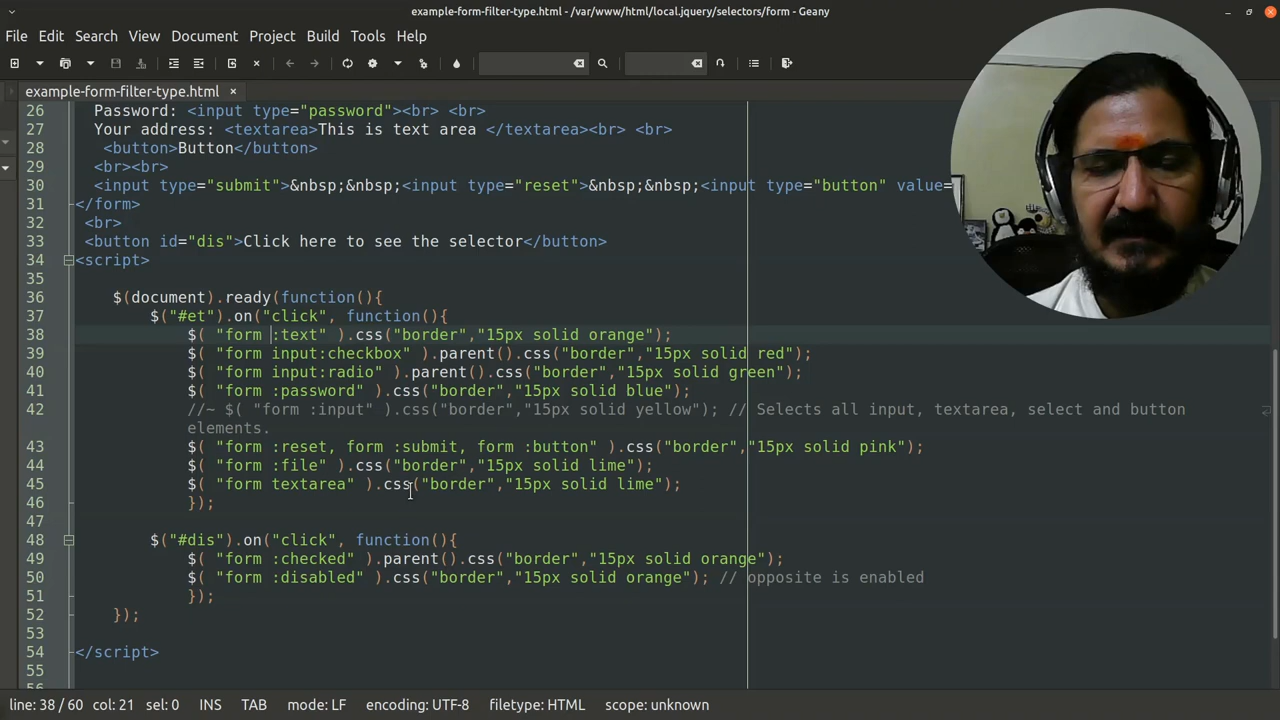 example-form-filter-type.html - /var/www/html/local.jquery/selectors/form - Geany
File Edit Search View Document Project Build Tools Help
example-form-filter-type.html ×
26 Password: <input type="password"><br> <br>
27 Your address: <textarea>This is text area </textarea><br> <br>
28 <button>Button</button>
29 <br><br>
30 <input type="submit">&nbsp;&nbsp;<input type="reset">&nbsp;&nbsp;<input type="button" value=
31 </form>
32 <br>
33 <button id="dis">Click here to see the selector</button>
34 <script>
35
36 $(document).ready(function(){
37 $("#et").on("click", function(){
38 $( "form :text" ).css("border","15px solid orange");
39 $( "form input:checkbox" ).parent().css("border","15px solid red");
40 $( "form input:radio" ).parent().css("border","15px solid green");
41 $( "form :password" ).css("border","15px solid blue");
42 //~ $( "form :input" ).css("border","15px solid yellow"); // Selects all input, textarea, select and button
elements.
43 $( "form :reset, form :submit, form :button" ).css("border","15px solid pink");
44 $( "form :file" ).css("border","15px solid lime");
45 $( "form textarea" ).css("border","15px solid lime");
46 });
47
48 $("#dis").on("click", function(){
49 $( "form :checked" ).parent().css("border","15px solid orange");
50 $( "form :disabled" ).css("border","15px solid orange"); // opposite is enabled
51 });
52 });
53
54 </script>
55
line: 38 / 60 col: 21 sel: 0 INS TAB mode: LF encoding: UTF-8 filetype: HTML scope: unknown